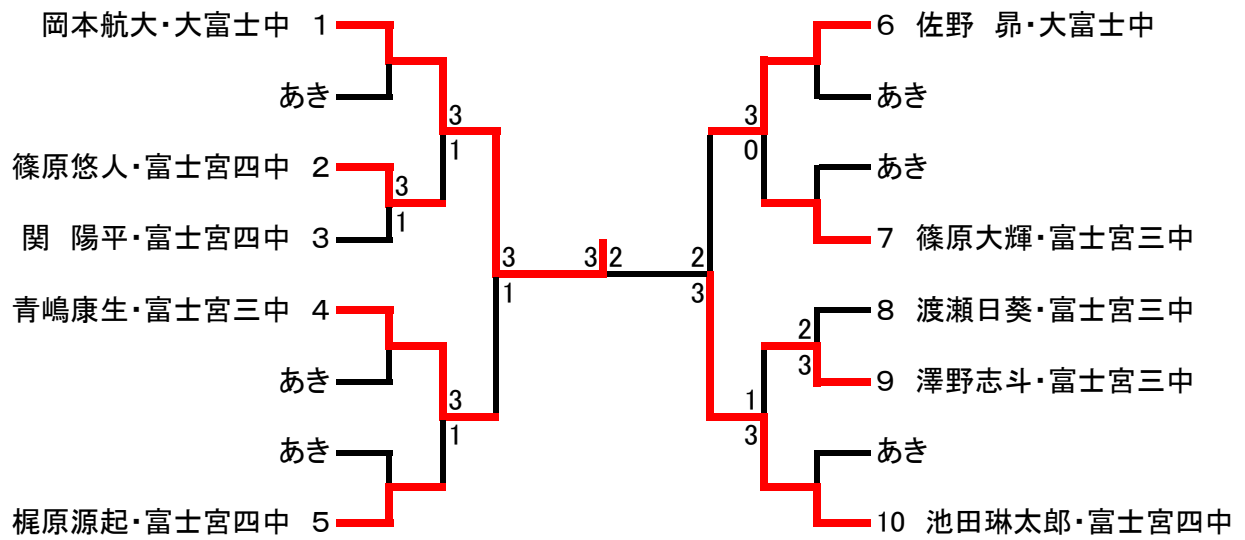 岡本航大・大富士中 1
あき
篠原悠人・富士宮四中 2
関 陽平・富士宮四中 3
青嶋康生・富士宮三中 4
あき
あき
梶原源起・富士宮四中 5
3
1
3
1
3
1
3
1
3 2
2
3
3
0
2
3
1
3
6 佐野 昴・大富士中
あき
あき
7 篠原大輝・富士宮三中
8 渡瀬日葵・富士宮三中
9 澤野志斗・富士宮三中
あき
10 池田琳太郎・富士宮四中